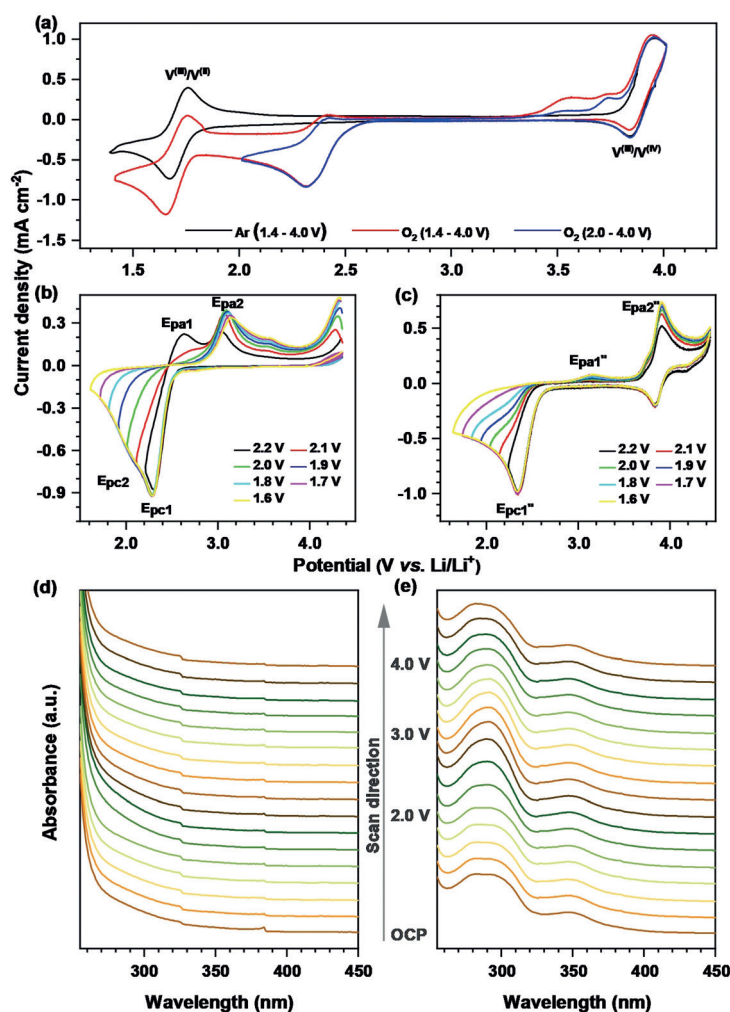 (a)
1.0
0.5
0.0
-0.5
-1.0
-1.5
V(III)/V(II)
V(III)/V(IV)
Ar (1.4 - 4.0 V) O2 (1.4 - 4.0 V) O2 (2.0 - 4.0 V)
1.5 2.0 2.5 3.0 3.5 4.0
Current density (mA cm-2)
(b)
0.3
0.0
-0.3
-0.6
-0.9
Epa1
Epa2
Epc2
Epc1
2.2 V 2.1 V
2.0 V 1.9 V
1.8 V 1.7 V
1.6 V
2.0 3.0 4.0
(c)
0.5
0.0
-0.5
-1.0
Epa2"
Epa1"
Epc1"
2.2 V 2.1 V
2.0 V 1.9 V
1.8 V 1.7 V
1.6 V
2.0 3.0 4.0
Potential (V vs. Li/Li+)
(d)
Absorbance (a.u.)
300 350 400 450
Wavelength (nm)
Scan direction
(e)
4.0 V
3.0 V
2.0 V
OCP
300 350 400 450
Wavelength (nm)